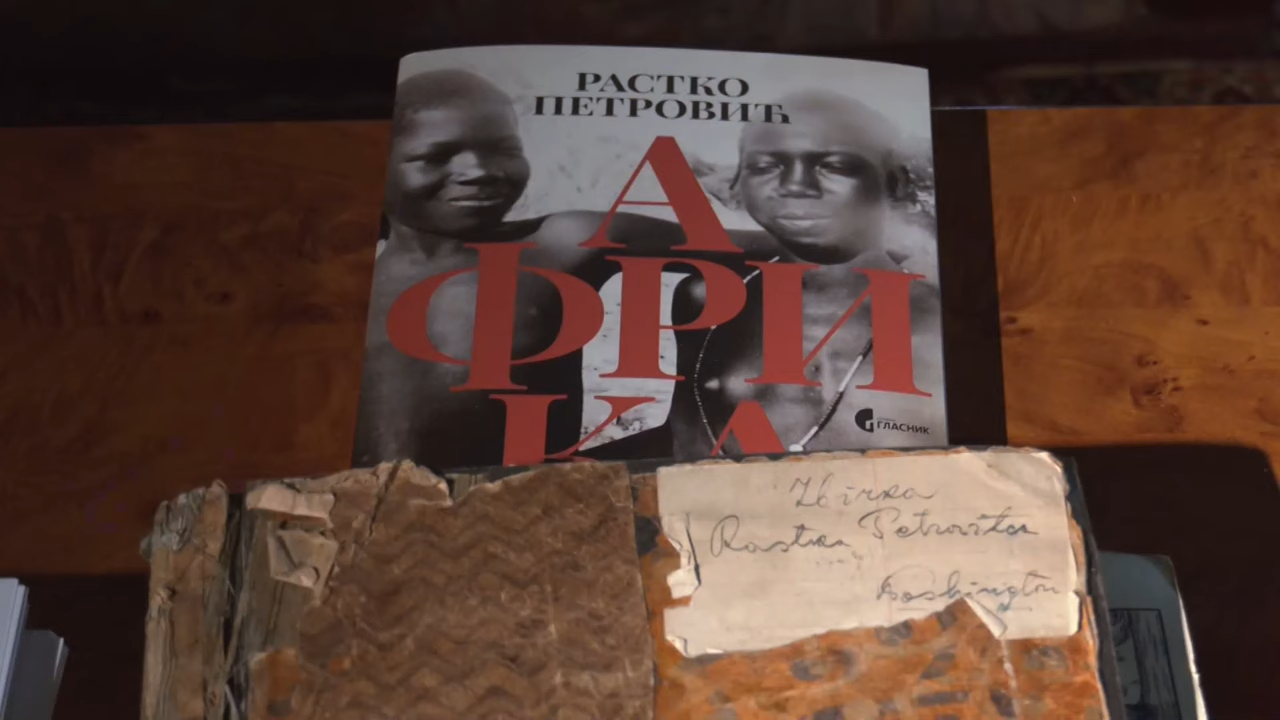 РАСТКО
ПЕТРОВИЋ
А
ФРИ
КА
ГЛАСНИК
Zbirka
Rastka Petrovića
Washington